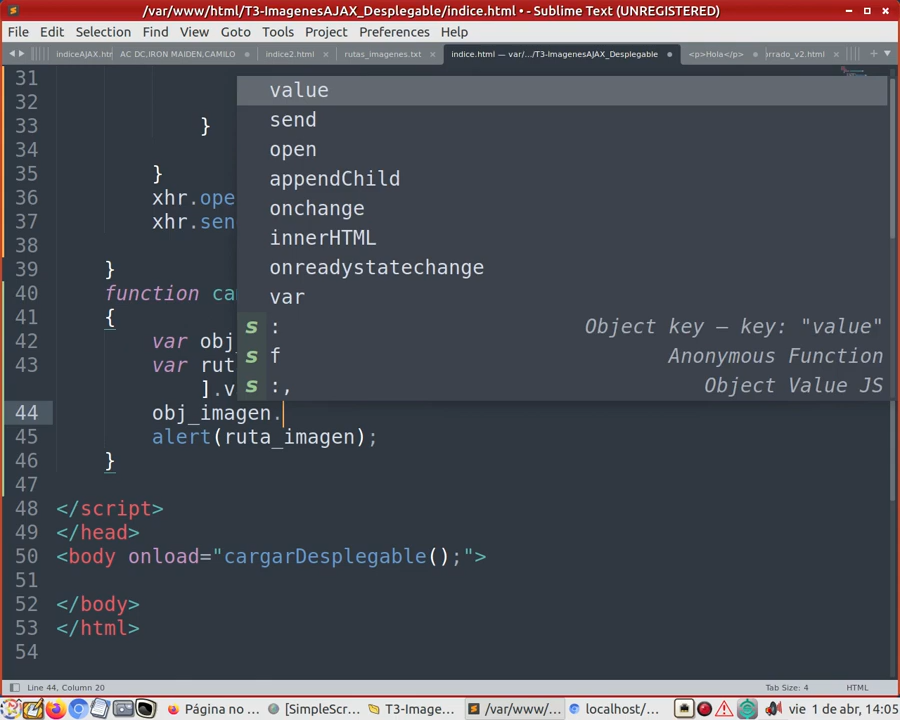 /var/www/html/T3-ImagenesAJAX_Desplegable/indice.html • - Sublime Text (UNREGISTERED)
File Edit Selection Find View Goto Tools Project Preferences Help
indiceAJAX.htr AC DC,IRON MAIDEN,CAMILO indice2.html rutas_imagenes.txt indice.html — var/.../T3-ImagenesAJAX_Desplegable <p>Hola</p> orrado_v2.html
31
32
33 }
34
35 }
36 xhr.ope
37 xhr.sen
38
39 }
40 function ca
41 {
42 var obj_
43 var rut
].v
44 obj_imagen.
45 alert(ruta_imagen);
46 }
47
48 </script>
49 </head>
50 <body onload="cargarDesplegable();">
51
52 </body>
53 </html>
54
value
send
open
appendChild
onchange
innerHTML
onreadystatechange
var
s : Object key — key: "value"
s f Anonymous Function
s :, Object Value JS
Line 44, Column 20 Tab Size: 4 HTML
Página no ... [SimpleScr... T3-Image... /var/www/... localhost/... vie 1 de abr, 14:05